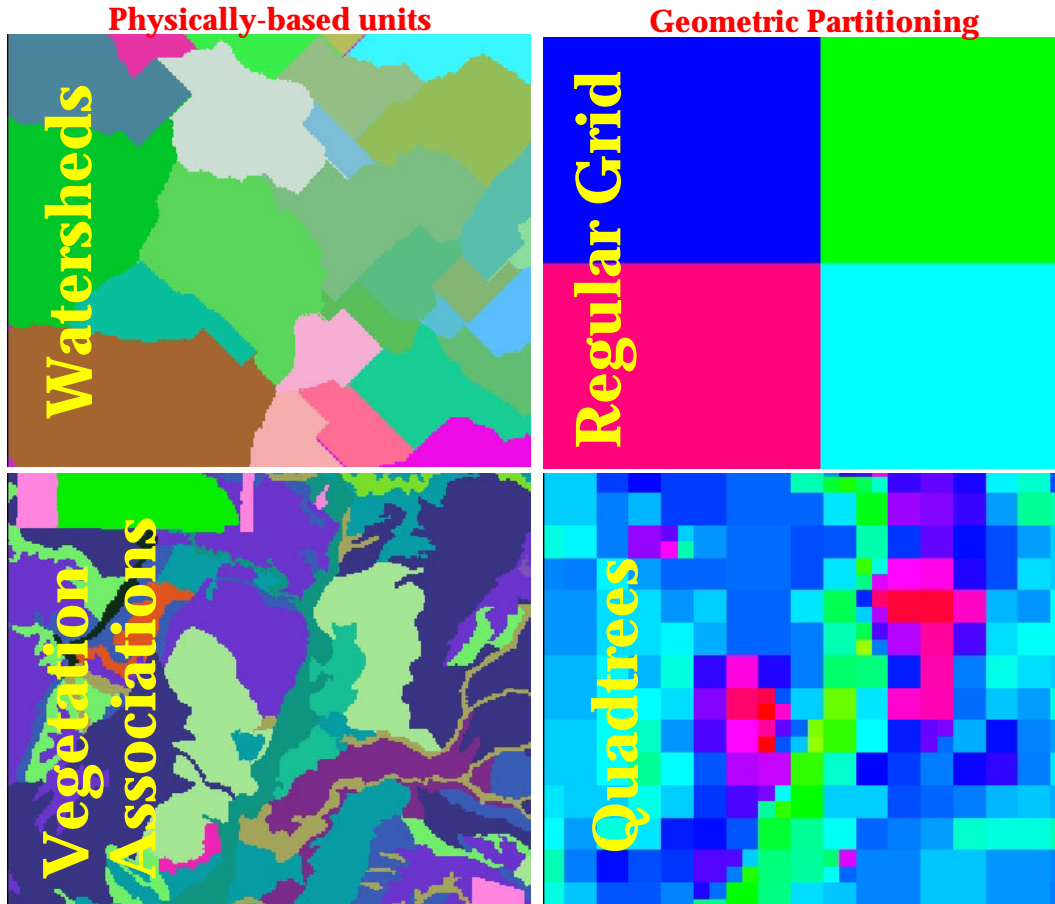 Physically-based units
Geometric Partitioning
Watersheds
Regular Grid
Vegetation
Associations
Quadtrees